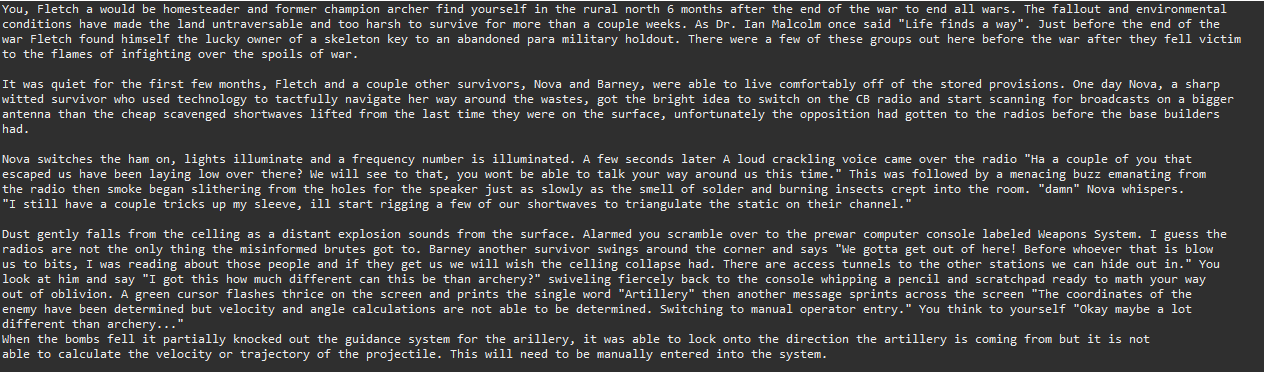 You, Fletch a would be homesteader and former champion archer find yourself in the rural north 6 months after the end of the war to end all wars. The fallout and environmental
conditions have made the land untraversable and too harsh to survive for more than a couple weeks. As Dr. Ian Malcolm once said "Life finds a way". Just before the end of the
war Fletch found himself the lucky owner of a skeleton key to an abandoned para military holdout. There were a few of these groups out here before the war after they fell victim
to the flames of infighting over the spoils of war.

It was quiet for the first few months, Fletch and a couple other survivors, Nova and Barney, were able to live comfortably off of the stored provisions. One day Nova, a sharp
witted survivor who used technology to tactfully navigate her way around the wastes, got the bright idea to switch on the CB radio and start scanning for broadcasts on a bigger
antenna than the cheap scavenged shortwaves lifted from the last time they were on the surface, unfortunately the opposition had gotten to the radios before the base builders
had.

Nova switches the ham on, lights illuminate and a frequency number is illuminated. A few seconds later A loud crackling voice came over the radio "Ha a couple of you that
escaped us have been laying low over there? We will see to that, you wont be able to talk your way around us this time." This was followed by a menacing buzz emanating from
the radio then smoke began slithering from the holes for the speaker just as slowly as the smell of solder and burning insects crept into the room. "damn" Nova whispers.
"I still have a couple tricks up my sleeve, ill start rigging a few of our shortwaves to triangulate the static on their channel."

Dust gently falls from the celling as a distant explosion sounds from the surface. Alarmed you scramble over to the prewar computer console labeled Weapons System. I guess the
radios are not the only thing the misinformed brutes got to. Barney another survivor swings around the corner and says "We gotta get out of here! Before whoever that is blow
us to bits, I was reading about those people and if they get us we will wish the celling collapse had. There are access tunnels to the other stations we can hide out in." You
look at him and say "I got this how much different can this be than archery?" swiveling fiercely back to the console whipping a pencil and scratchpad ready to math your way
out of oblivion. A green cursor flashes thrice on the screen and prints the single word "Artillery" then another message sprints across the screen "The coordinates of the
enemy have been determined but velocity and angle calculations are not able to be determined. Switching to manual operator entry." You think to yourself "Okay maybe a lot
different than archery..."
When the bombs fell it partially knocked out the guidance system for the arillery, it was able to lock onto the direction the artillery is coming from but it is not
able to calculate the velocity or trajectory of the projectile. This will need to be manually entered into the system.